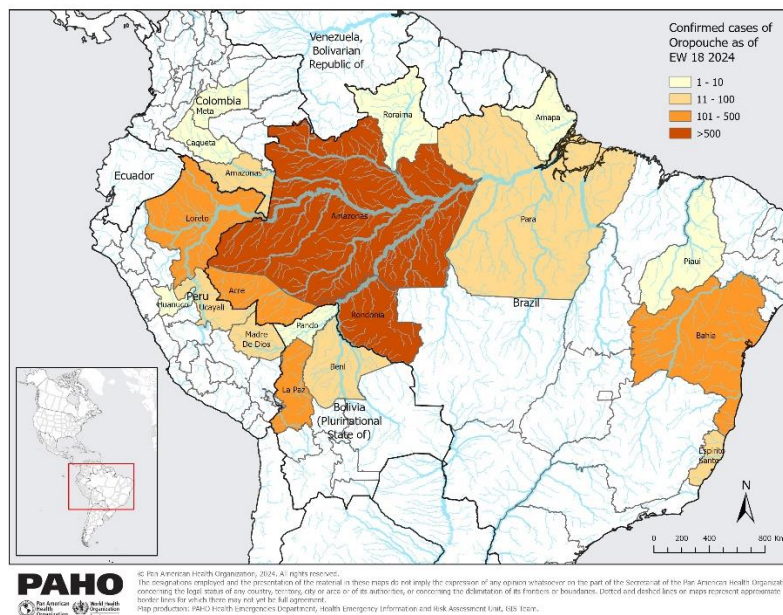 Confirmed cases of
Oropouche as of
EW 18 2024
1 - 10
11 - 100
101 - 500
>500
Venezuela,
Bolivarian
Republic of
Colombia
Meta
Caqueta
Roraima
Amapa
Ecuador
Amazonas
Loreto
Amazonas
Para
Piaui
Acre
Peru
Huanuco
Ucayali
Rondonia
Brazil
Pando
Madre
De Dios
Bahia
La Paz
Beni
Bolivia
(Plurinational
State of)
Espirito
Santo
N
0 200 400 800 Km
PAHO
Pan American
Health
Organization
World Health
Organization
© Pan American Health Organization, 2024. All rights reserved.
The designations employed and the presentation of the material in these maps do not imply the expression of any opinion whatsoever on the part of the Secretariat of the Pan American Health
concerning the legal status of any country, territory, city or area or of its authorities, or concerning the delimitation of its frontiers or boundaries. Dotted and dashed lines on maps represent
border lines for which there may not yet be full agreement.
Map production: PAHO Health Emergencies Department, Health Emergency Information and Risk Assessment Unit, GIS Team.